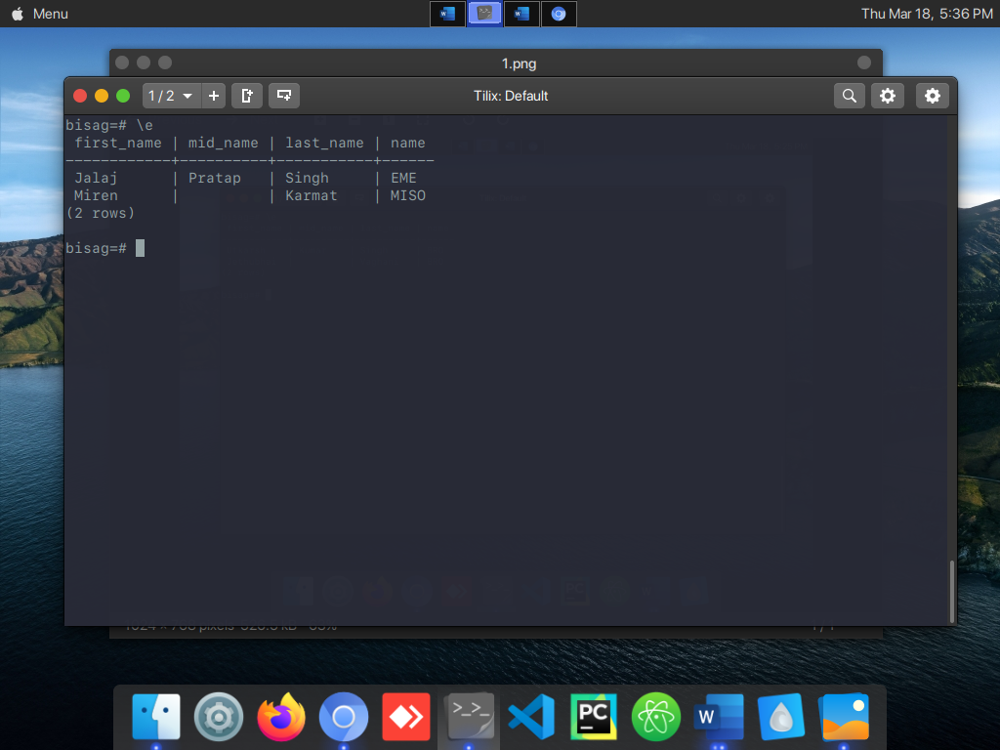 Menu
Thu Mar 18, 5:36 PM
1.png
1 / 2
Tilix: Default
bisag=# \e
first_name | mid_name | last_name | name
------------+----------+-----------+------
Jalaj | Pratap | Singh | EME
Miren | | Karmat | MISO
(2 rows)
bisag=#
>_>_
PC
W